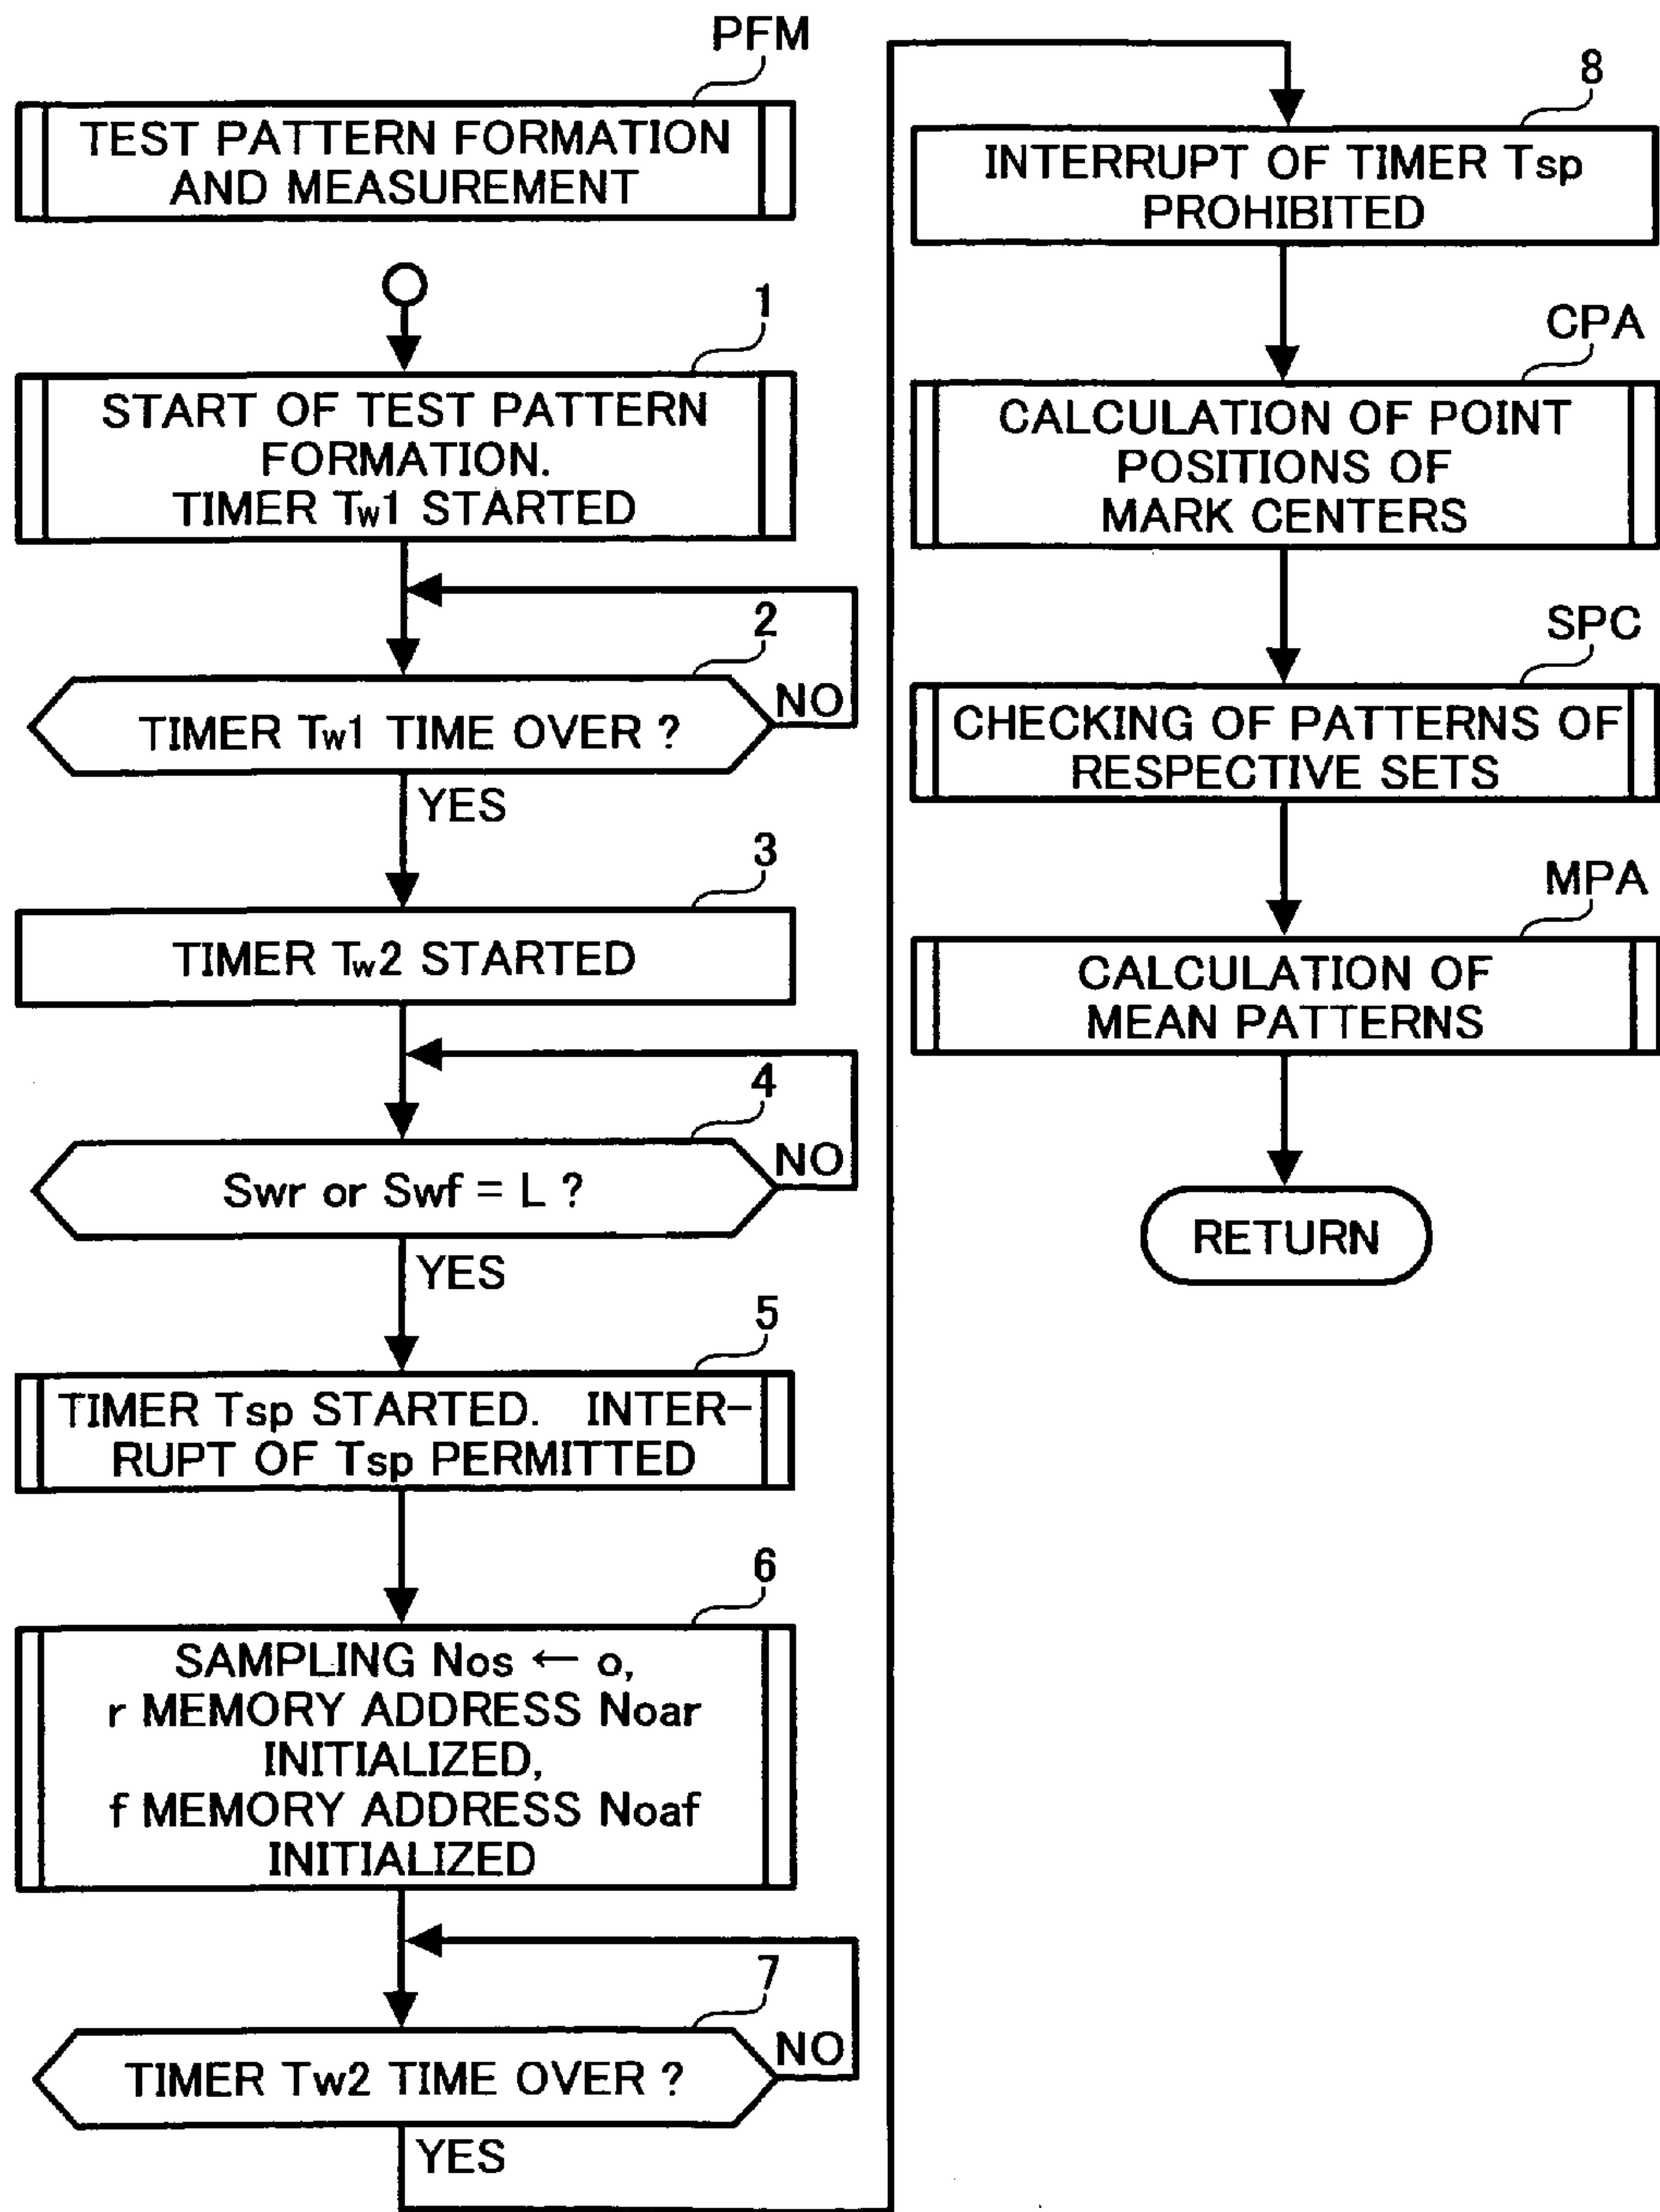 PFM
TEST PATTERN FORMATION
AND MEASUREMENT
1
START OF TEST PATTERN
FORMATION.
TIMER Tw1 STARTED
2
TIMER Tw1 TIME OVER ?
NO
YES
3
TIMER Tw2 STARTED
4
Swr or Swf = L ?
NO
YES
5
TIMER Tsp STARTED. INTER-
RUPT OF Tsp PERMITTED
6
SAMPLING Nos ← o,
r MEMORY ADDRESS Noar
INITIALIZED,
f MEMORY ADDRESS Noaf
INITIALIZED
7
TIMER Tw2 TIME OVER ?
NO
YES
8
INTERRUPT OF TIMER Tsp
PROHIBITED
CPA
CALCULATION OF POINT
POSITIONS OF
MARK CENTERS
SPC
CHECKING OF PATTERNS OF
RESPECTIVE SETS
MPA
CALCULATION OF
MEAN PATTERNS
RETURN